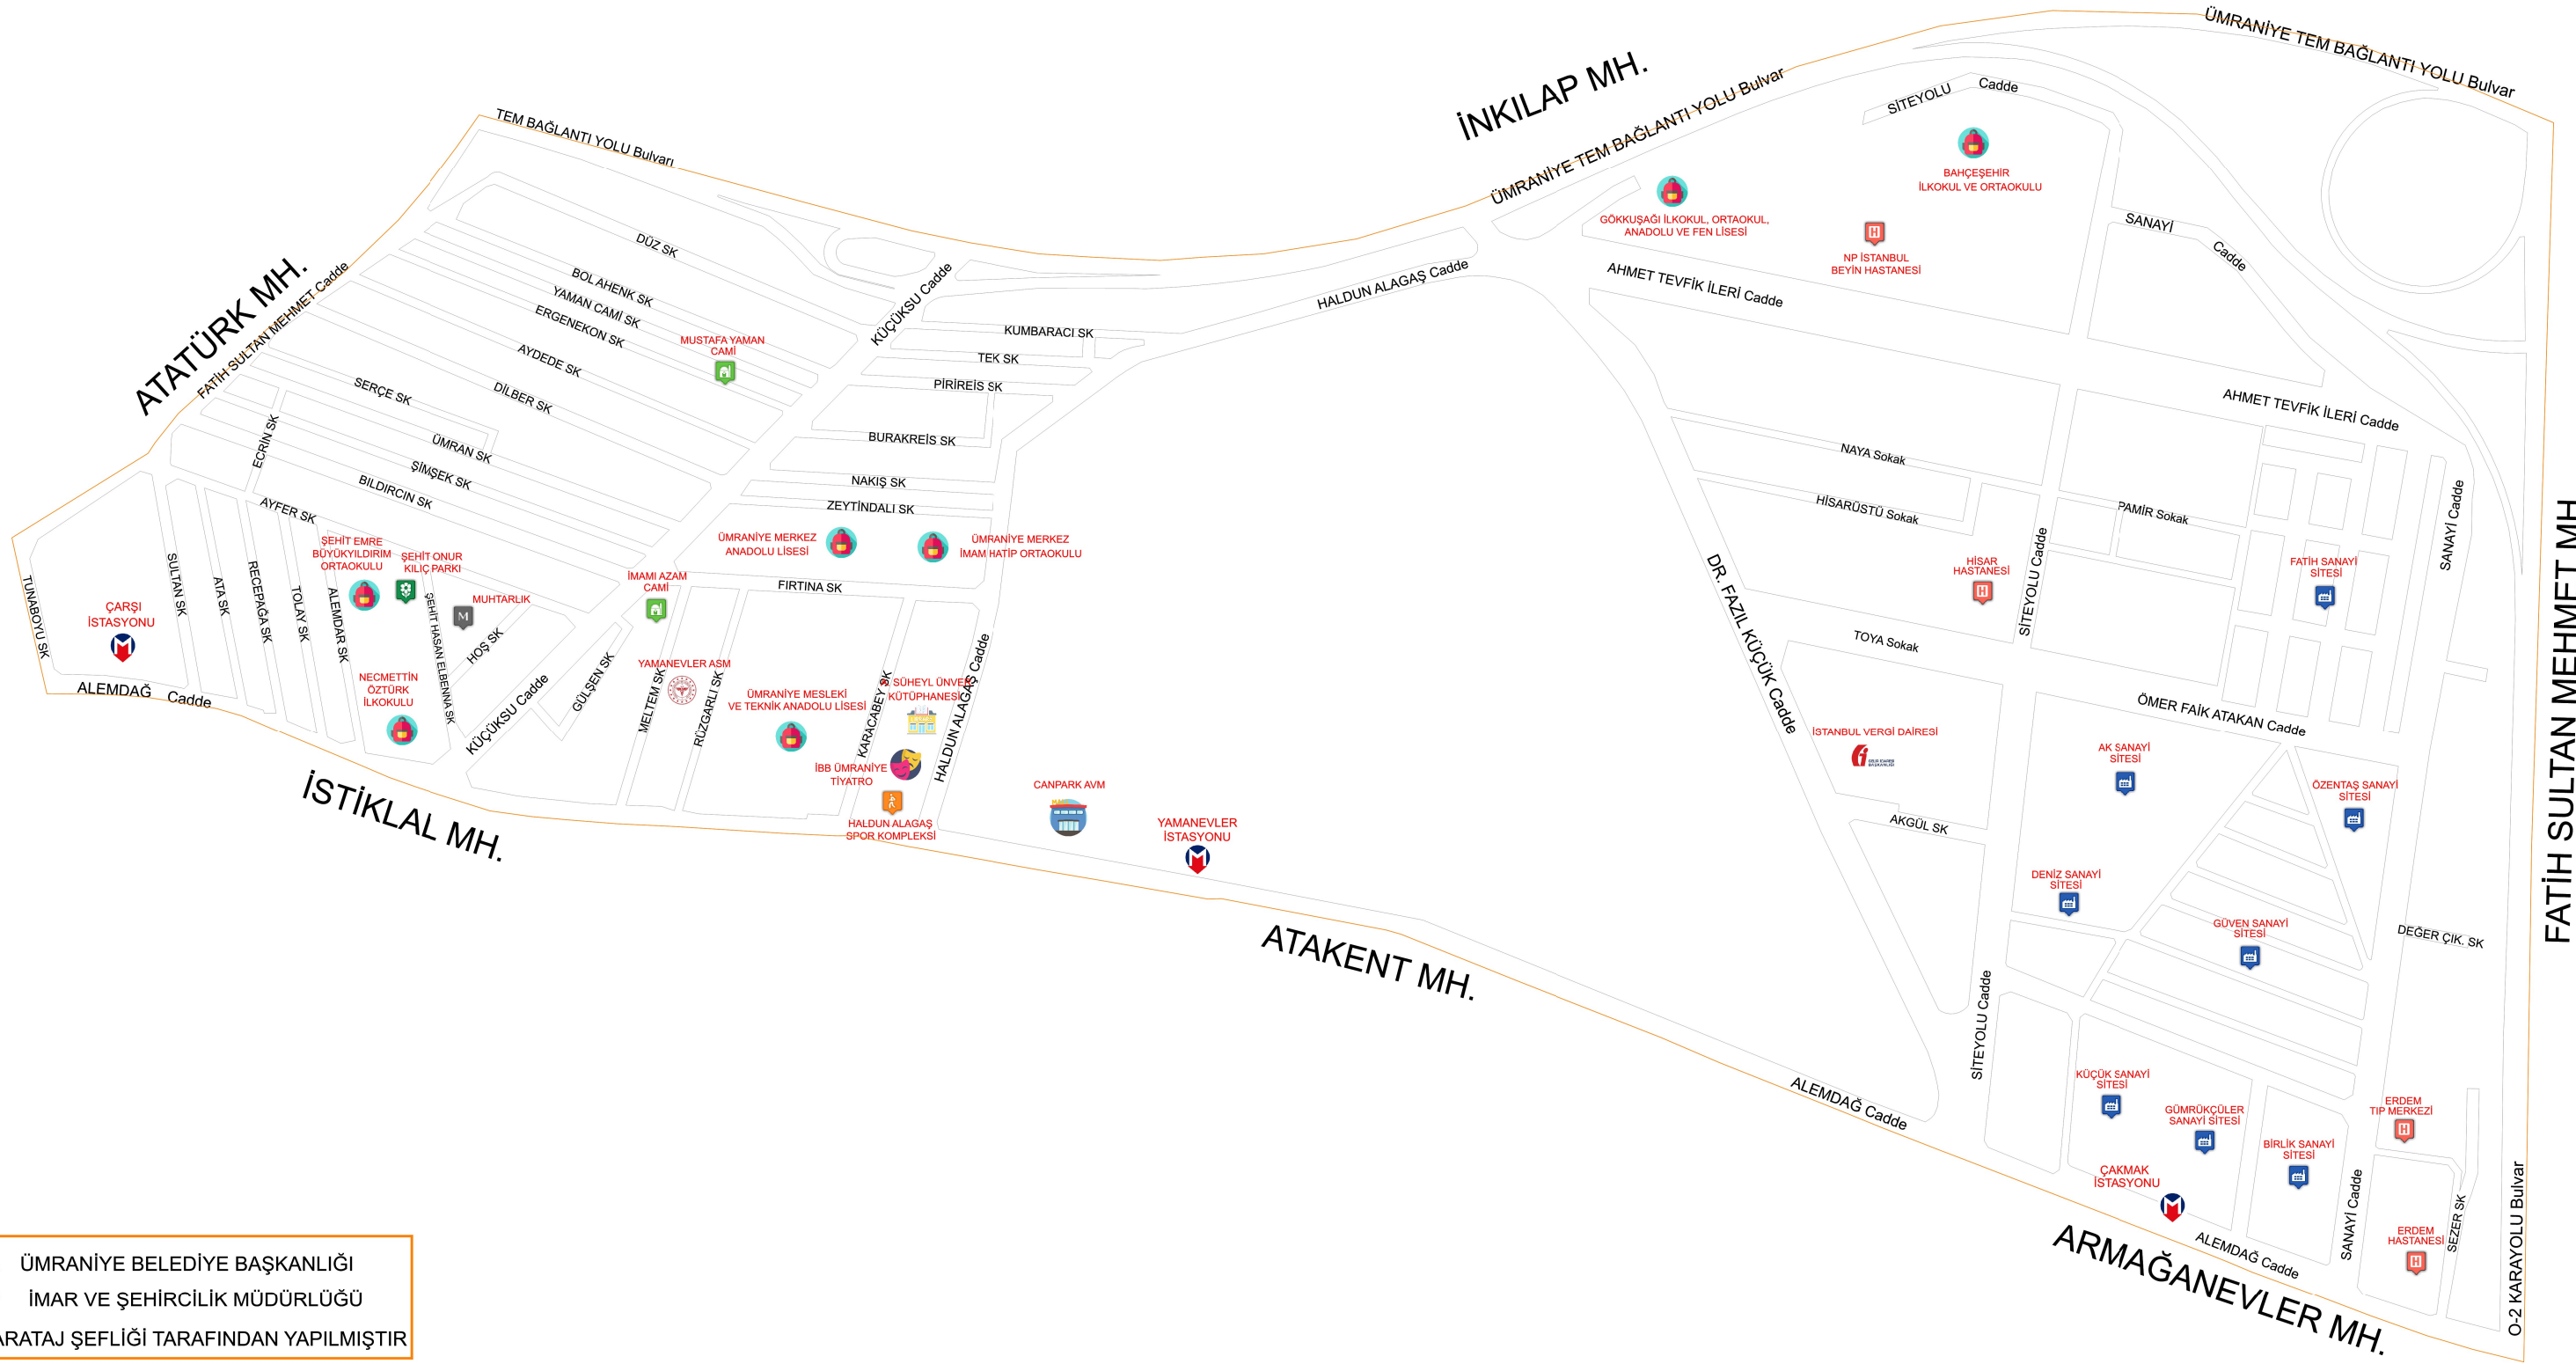 ÜMRANİYE TEM BAĞLANTI YOLU Bulvar
İNKILAP MH.
ÜMRANİYE TEM BAĞLANTI YOLU Bulvar
SİTEYOLU Cadde
TEM BAĞLANTI YOLU Bulvarı
BAHÇEŞEHİR
İLKOKUL VE ORTAOKULU
GÖKKUŞAĞI İLKOKUL, ORTAOKUL,
ANADOLU VE FEN LİSESİ
SANAYİ Cadde
NP İSTANBUL
BEYİN HASTANESİ
DÜZ SK
BOL AHENK SK
YAMAN CAMİ SK
ERGENEKON SK
KÜÇÜKSU Cadde
HALDUN ALAGAŞ Cadde
AHMET TEVFİK İLERİ Cadde
ATATÜRK MH.
FATİH SULTAN MEHMET Cadde
MUSTAFA YAMAN
CAMİ
KUMBARACI SK
TEK SK
PİRİREİS SK
AYDEDE SK
DİLBER SK
SERÇE SK
AHMET TEVFİK İLERİ Cadde
ECRİN SK
ÜMRAN SK
ŞİMŞEK SK
BILDIRCIN SK
BURAKREİS SK
NAKIŞ SK
ZEYTİNDALI SK
NAYA Sokak
HİSARÜSTÜ Sokak
PAMİR Sokak
SANAYİ Cadde
AYFER SK
ŞEHİT EMRE
BÜYÜKYILDIRIM
ORTAOKULU
ŞEHİT ONUR
KILIÇ PARKI
ÜMRANİYE MERKEZ
ANADOLU LİSESİ
ÜMRANİYE MERKEZ
İMAM HATİP ORTAOKULU
HİSAR
HASTANESİ
SİTEYOLU Cadde
FATİH SANAYİ
SİTESİ
FATİH SULTAN MEHMET MH
TUNABOYU SK
ÇARŞI
İSTASYONU
SULTAN SK
ATA SK
RECEPAĞA SK
TOLAY SK
ALEMDAR SK
ŞEHİT HASAN ELBENNA SK
MUHTARLIK
M
HOŞ SK
İMAMI AZAM
CAMİ
FIRTINA SK
DR. FAZIL KÜÇÜK Cadde
TOYA Sokak
ALEMDAĞ Cadde
NECMETTİN
ÖZTÜRK
İLKOKULU
KÜÇÜKSU Cadde
GÜLŞEN SK
YAMANEVLER ASM
MELTEM SK
RÜZGARLI SK
ÜMRANİYE MESLEKİ
VE TEKNİK ANADOLU LİSESİ
KARACABEY SK
SÜHEYL ÜNVER
KÜTÜPHANESİ
HALDUN ALAGAŞ Cadde
İBB ÜMRANİYE
TİYATRO
HALDUN ALAGAŞ
SPOR KOMPLEKSİ
CANPARK AVM
YAMANEVLER
İSTASYONU
İSTANBUL VERGİ DAİRESİ
AKGÜL SK
ÖMER FAİK ATAKAN Cadde
AK SANAYİ
SİTESİ
ÖZENTAŞ SANAYİ
SİTESİ
DENİZ SANAYİ
SİTESİ
GÜVEN SANAYİ
SİTESİ
DEĞER ÇIK. SK
İSTİKLAL MH.
ATAKENT MH.
SİTEYOLU Cadde
ALEMDAĞ Cadde
KÜÇÜK SANAYİ
SİTESİ
GÜMRÜKÇÜLER
SANAYİ SİTESİ
BİRLİK SANAYİ
SİTESİ
ERDEM
TIP MERKEZİ
ÇAKMAK
İSTASYONU
ERDEM
HASTANESİ
SANAYİ Cadde
SEZER SK
O-2 KARAYOLU Bulvar
ALEMDAĞ Cadde
ARMAĞANEVLER MH.
ÜMRANİYE BELEDİYE BAŞKANLIĞI
İMAR VE ŞEHİRCİLİK MÜDÜRLÜĞÜ
ARATAJ ŞEFLİĞİ TARAFINDAN YAPILMIŞTIR